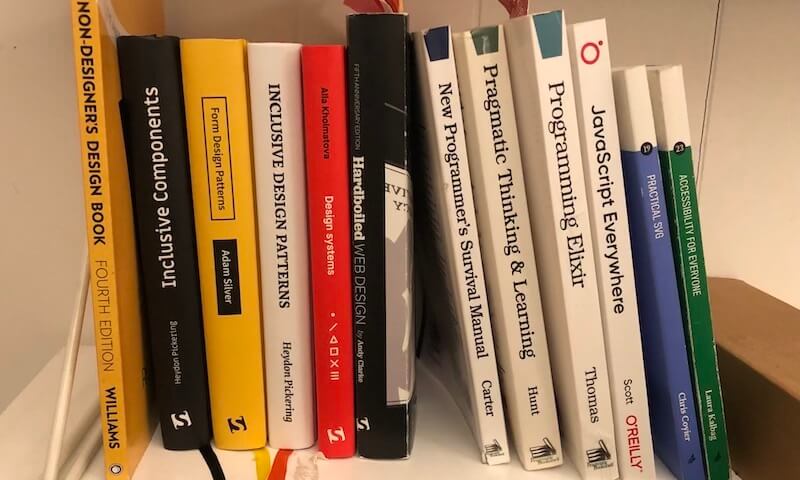 NON-DESIGNER'S DESIGN BOOK
FOURTH EDITION
WILLIAMS
Inclusive Components
Heydon Pickering
Form Design Patterns
Adam Silver
INCLUSIVE DESIGN PATTERNS
Heydon Pickering
Alla Kholmatova
Design systems
FIFTH ANNIVERSARY EDITION
Hardboiled WEB DESIGN by Andy Clarke
New Programmer's Survival Manual
Carter
Pragmatic Thinking & Learning
Hunt
Programming Elixir
Thomas
JavaScript Everywhere
Scott
O'REILLY
19
PRACTICAL SVG
Chris Coyier
23
ACCESSIBILITY FOR EVERYONE
Laura Kalbag